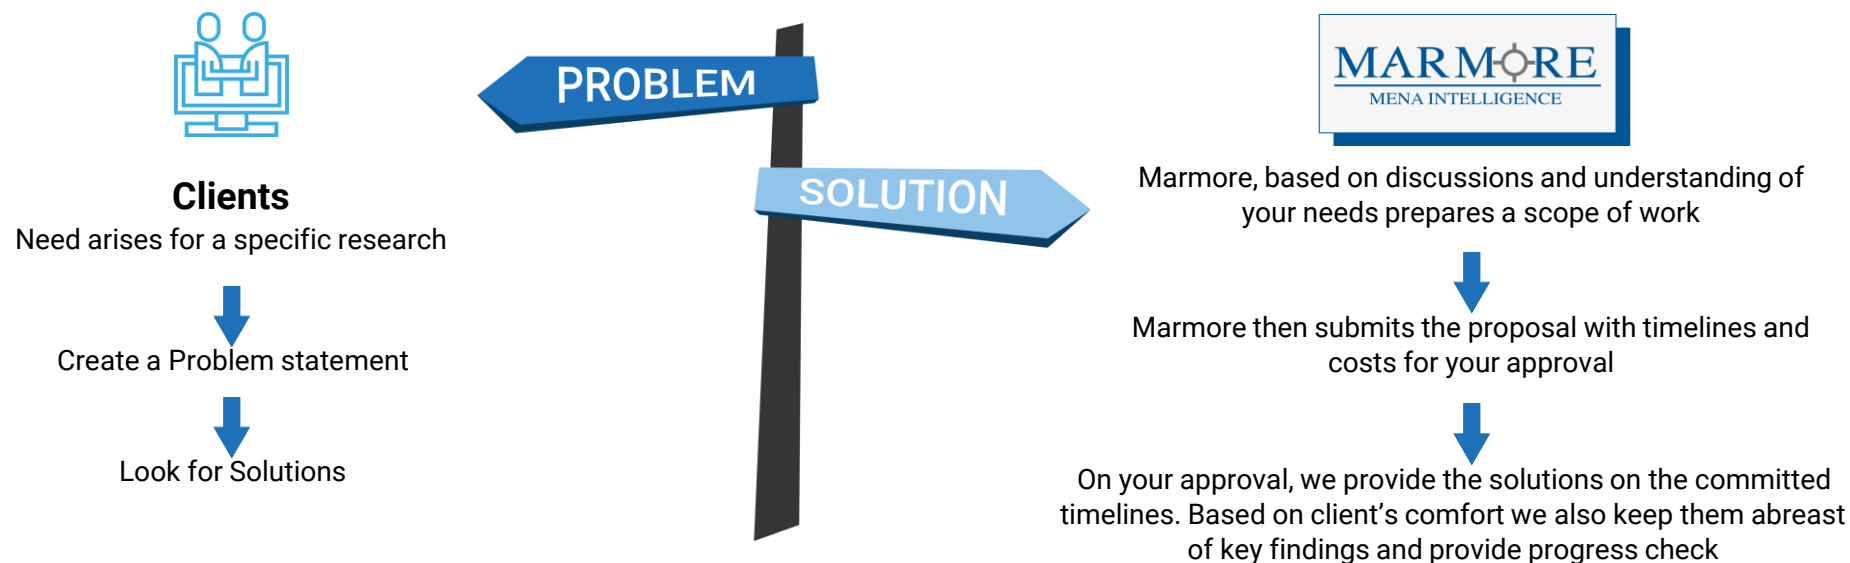 Clients
Need arises for a specific research
Create a Problem statement
Look for Solutions
PROBLEM
SOLUTION
MARMORE
MENA INTELLIGENCE
Marmore, based on discussions and understanding of
your needs prepares a scope of work
Marmore then submits the proposal with timelines and
costs for your approval
On your approval, we provide the solutions on the committed
timelines. Based on client’s comfort we also keep them abreast
of key findings and provide progress check